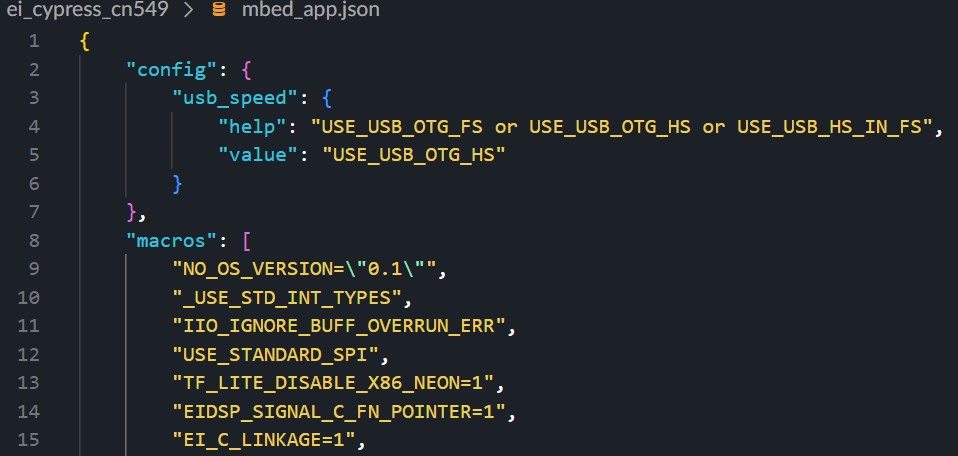 ei_cypress_cn549 > mbed_app.json
1 {
2 "config": {
3 "usb_speed": {
4 "help": "USE_USB_OTG_FS or USE_USB_OTG_HS or USE_USB_HS_IN_FS",
5 "value": "USE_USB_OTG_HS"
6 }
7 },
8 "macros": [
9 "NO_OS_VERSION=\"0.1\"",
10 "_USE_STD_INT_TYPES",
11 "IIO_IGNORE_BUFF_OVERRUN_ERR",
12 "USE_STANDARD_SPI",
13 "TF_LITE_DISABLE_X86_NEON=1",
14 "EIDSP_SIGNAL_C_FN_POINTER=1",
15 "EI_C_LINKAGE=1",